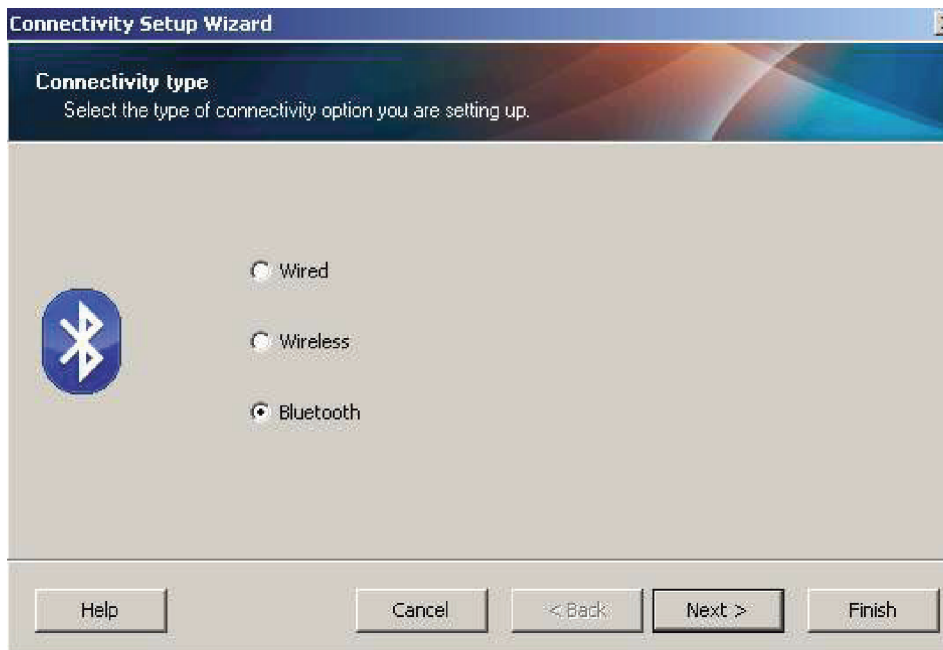 Connectivity Setup Wizard
Connectivity type
Select the type of connectivity option you are setting up.
Wired
Wireless
Bluetooth
Help Cancel < Back Next > Finish